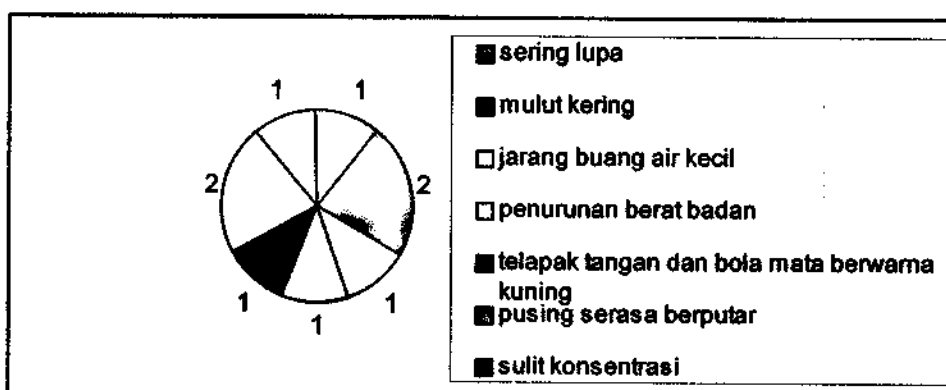 1 1
2 2
1 1
1
sering lupa
mulut kering
jarang buang air kecil
penurunan berat badan
telapak tangan dan bola mata berwarna
kuning
pusing serasa berputar
sulit konsentrasi